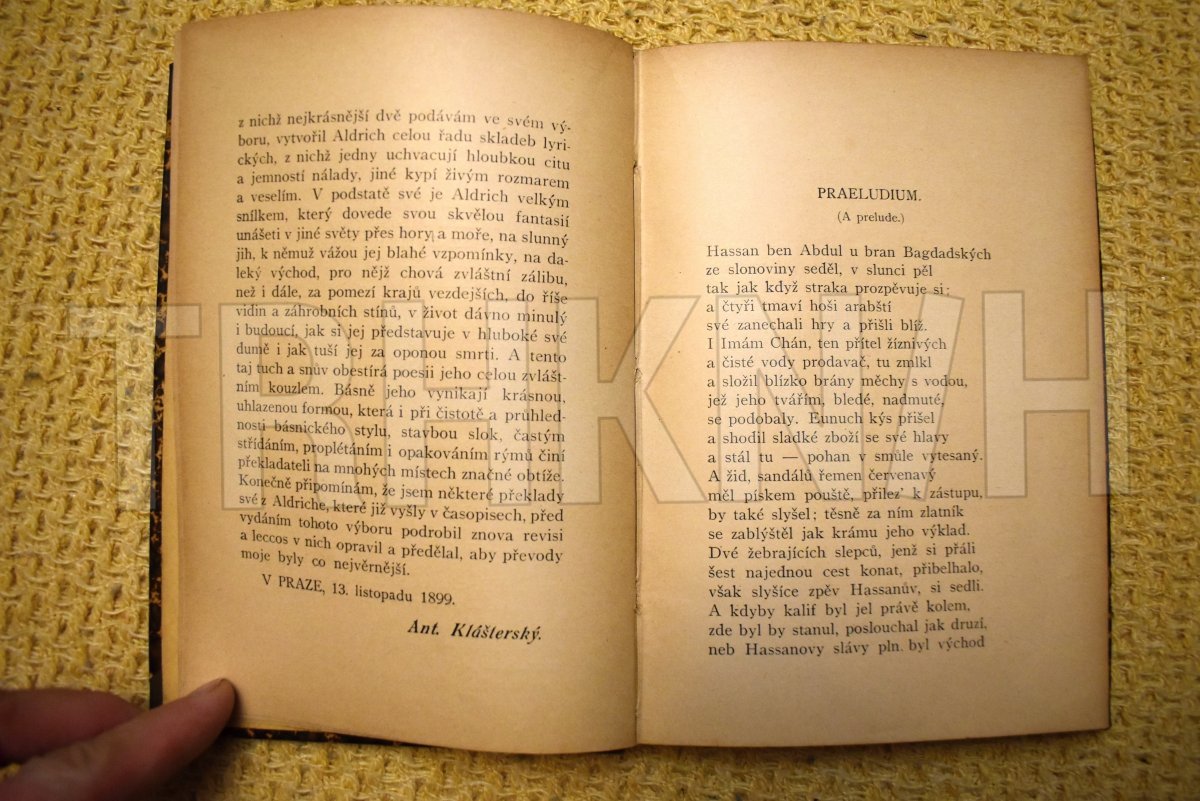 z nichž nejkrásnější dvě podávám ve svém vý-
boru, vytvořil Aldrich celou řadu skladeb lyri-
ckých, z nichž jedny uchvacují hloubkou citu
a jemností nálady, jiné kypí živým rozmarem
a veselím. V podstatě své je Aldrich velkým
snílkem, který dovede svou skvělou fantasií
unášeti v jiné světy přes hory a moře, na slunný
jih, k němuž vážou jej blahé vzpomínky, na da-
leký východ, pro nějž chová zvláštní zálibu,
než i dále, za pomezí krajů vezdejších, do říše
vidin a záhrobních stínů, v život dávno minulý
i budoucí, jak si jej představuje v hluboké své
dumě i jak tuší jej za oponou smrti. A tento
taj tuch a snův obestírá poesii jeho celou zvlášt-
ním kouzlem. Básně jeho vynikají krásnou,
uhlazenou formou, která i při čistotě a průhled-
nosti básnického stylu, stavbou slok, častým
střídáním, proplétáním i opakováním rýmů činí
překladateli na mnohých místech značné obtíže.
Konečně připomínám, že jsem některé překlady
své z Aldriche, které již vyšly v časopisech, před
vydáním tohoto výboru podrobil znova revisi
a leccos v nich opravil a předělal, aby převody
moje byly co nejvěrnější.
V PRAZE, 13. listopadu 1899.
Ant. Klášterský.
PRAELUDIUM.
(A prelude.)
Hassan ben Abdul u bran Bagdadských
ze slonoviny seděl, v slunci pěl
tak jak když straka prozpěvuje si;
a čtyři tmaví hoši arabští
své zanechali hry a přišli blíž.
I Imám Chán, ten přítel žíznivých
a čisté vody prodavač, tu zmlkl
a složil blízko brány měchy s vodou,
jež jeho tvářím, bledé, nadmuté,
se podobaly. Eunuch kýs přišel
a shodil sladké zboží se své hlavy
a stál tu — pohan v smůle vytesaný.
A žid, sandálů řemen červenavý
měl pískem pouště, přilez' k zástupu,
by také slyšel; těsně za ním zlatník
se zablýštěl jak krámu jeho výklad.
Dvé žebrajících slepců, jenž si přáli
šest najednou cest konat, přibelhalo,
však slyšíce zpěv Hassanův, si sedli.
A kdyby kalif byl jel právě kolem,
zde byl by stanul, poslouchal jak druzí,
neb Hassanovy slávy pln. byl východ
TRHKNIH